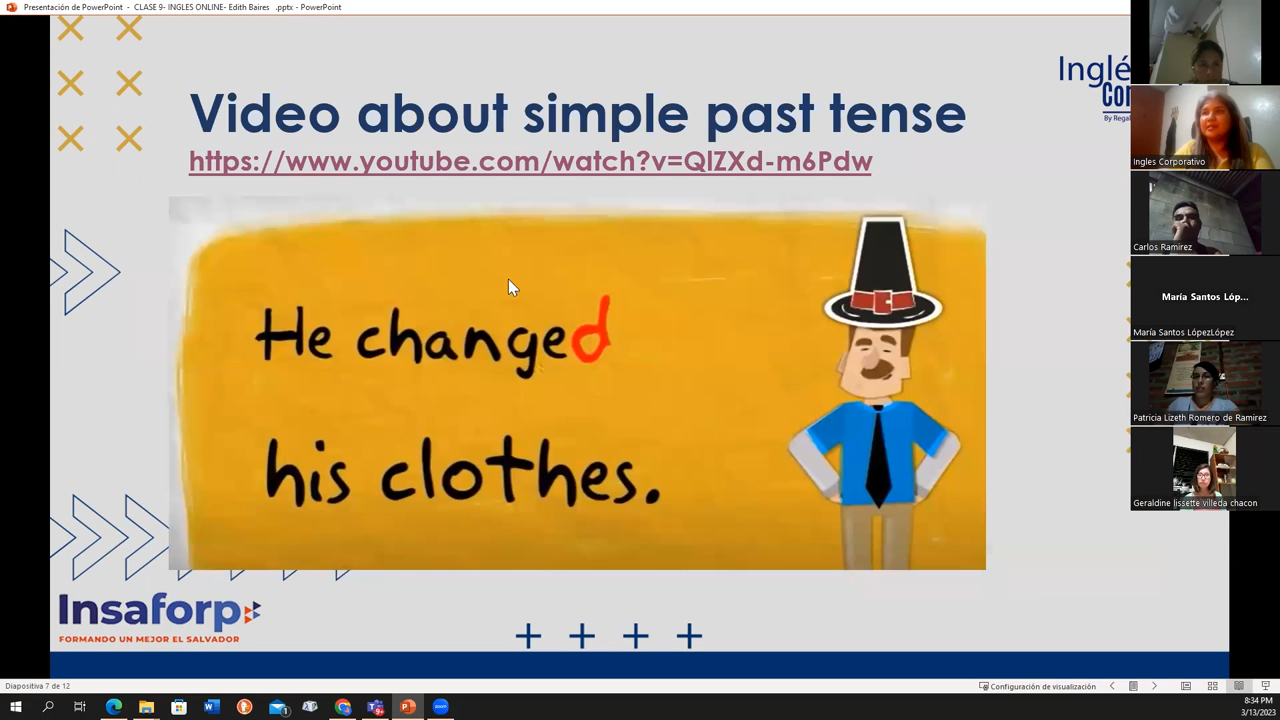 Presentación de PowerPoint - CLASE 9- INGLES ONLINE- Edith Baires .pptx - PowerPoint
Inglé
Cor
By Regal
Video about simple past tense
https://www.youtube.com/watch?v=QlZXd-m6Pdw
He changed
his clothes.
Insaforp
FORMANDO UN MEJOR EL SALVADOR
Ingles Corporativo
Carlos Ramirez
María Santos Lóp...
María Santos LópezLópez
Patricia Lizeth Romero de Ramirez
Geraldine lissette villeda chacon
Diapositiva 7 de 12
Configuración de visualización
8:34 PM
3/13/2023